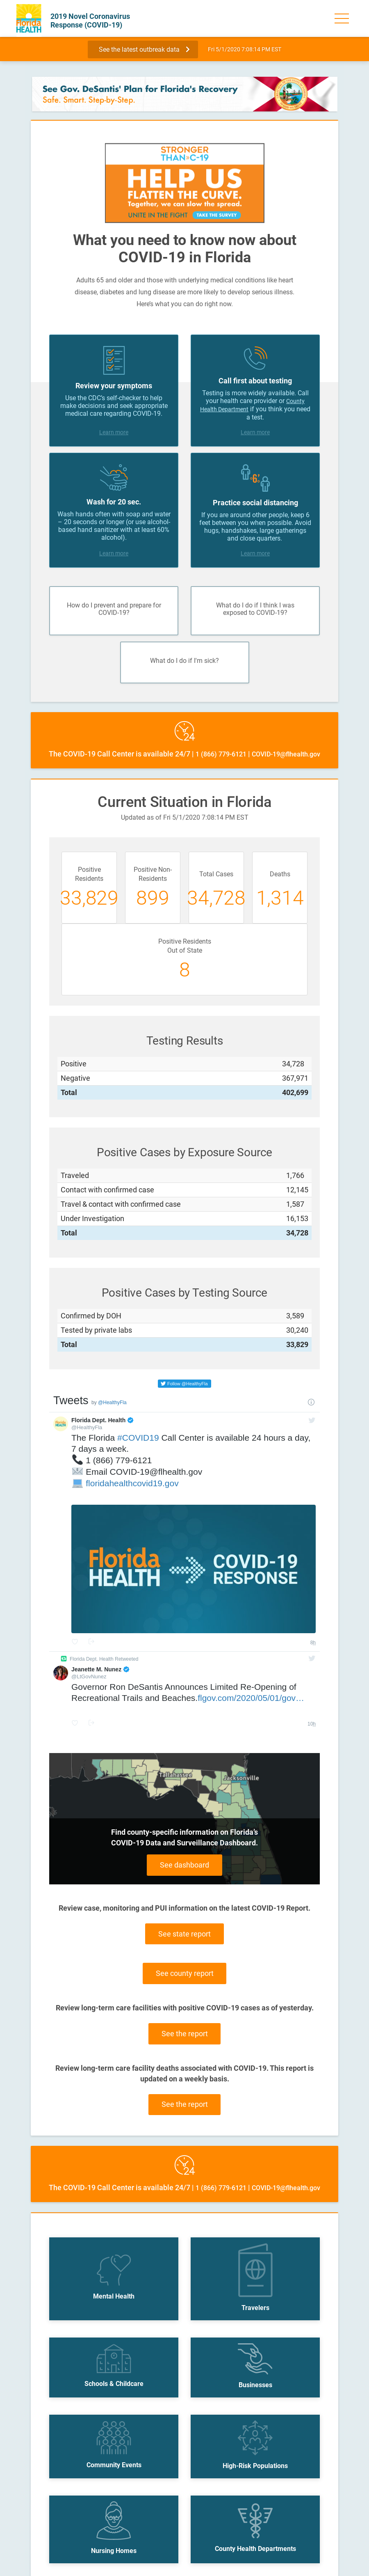 Florida
HEALTH
2019 Novel Coronavirus
Response (COVID-19)
See the latest outbreak data
Fri 5/1/2020 7:08:14 PM EST
See Gov. DeSantis' Plan for Florida's Recovery
Safe. Smart. Step-by-Step.
STRONGER
THAN C-19
HELP US
FLATTEN THE CURVE.
Together, we can slow the spread.
UNITE IN THE FIGHT
TAKE THE SURVEY
What you need to know now about
COVID-19 in Florida
Adults 65 and older and those with underlying medical conditions like heart
disease, diabetes and lung disease are more likely to develop serious illness.
Here's what you can do right now.
Review your symptoms
Use the CDC's self-checker to help
make decisions and seek appropriate
medical care regarding COVID-19.
Learn more
Call first about testing
Testing is more widely available. Call
your health care provider or County
Health Department if you think you need
a test.
Learn more
Wash for 20 sec.
Wash hands often with soap and water
– 20 seconds or longer (or use alcohol-
based hand sanitizer with at least 60%
alcohol).
Learn more
6'
Practice social distancing
If you are around other people, keep 6
feet between you when possible. Avoid
hugs, handshakes, large gatherings
and close quarters.
Learn more
How do I prevent and prepare for
COVID-19?
What do I do if I think I was
exposed to COVID-19?
What do I do if I'm sick?
24
The COVID-19 Call Center is available 24/7 | 1 (866) 779-6121 | COVID-19@flhealth.gov
Current Situation in Florida
Updated as of Fri 5/1/2020 7:08:14 PM EST
Positive
Residents
33,829
Positive Non-
Residents
899
Total Cases
34,728
Deaths
1,314
Positive Residents
Out of State
8
Testing Results
Positive 34,728
Negative 367,971
Total 402,699
Positive Cases by Exposure Source
Traveled 1,766
Contact with confirmed case 12,145
Travel & contact with confirmed case 1,587
Under Investigation 16,153
Total 34,728
Positive Cases by Testing Source
Confirmed by DOH 3,589
Tested by private labs 30,240
Total 33,829
Follow @HealthyFla
Tweets by @HealthyFla
Florida Dept. Health
@HealthyFla
The Florida #COVID19 Call Center is available 24 hours a day,
7 days a week.
1 (866) 779-6121
Email COVID-19@flhealth.gov
floridahealthcovid19.gov
Florida
HEALTH
COVID-19
RESPONSE
Florida Dept. Health Retweeted
Jeanette M. Nunez
@LtGovNunez
Governor Ron DeSantis Announces Limited Re-Opening of
Recreational Trails and Beaches.flgov.com/2020/05/01/gov…
10h
Tallahassee
Jacksonville
Find county-specific information on Florida's
COVID-19 Data and Surveillance Dashboard.
See dashboard
Review case, monitoring and PUI information on the latest COVID-19 Report.
See state report
See county report
Review long-term care facilities with positive COVID-19 cases as of yesterday.
See the report
Review long-term care facility deaths associated with COVID-19. This report is
updated on a weekly basis.
See the report
24
The COVID-19 Call Center is available 24/7 | 1 (866) 779-6121 | COVID-19@flhealth.gov
Mental Health
Travelers
Schools & Childcare
Businesses
Community Events
High-Risk Populations
Nursing Homes
County Health Departments